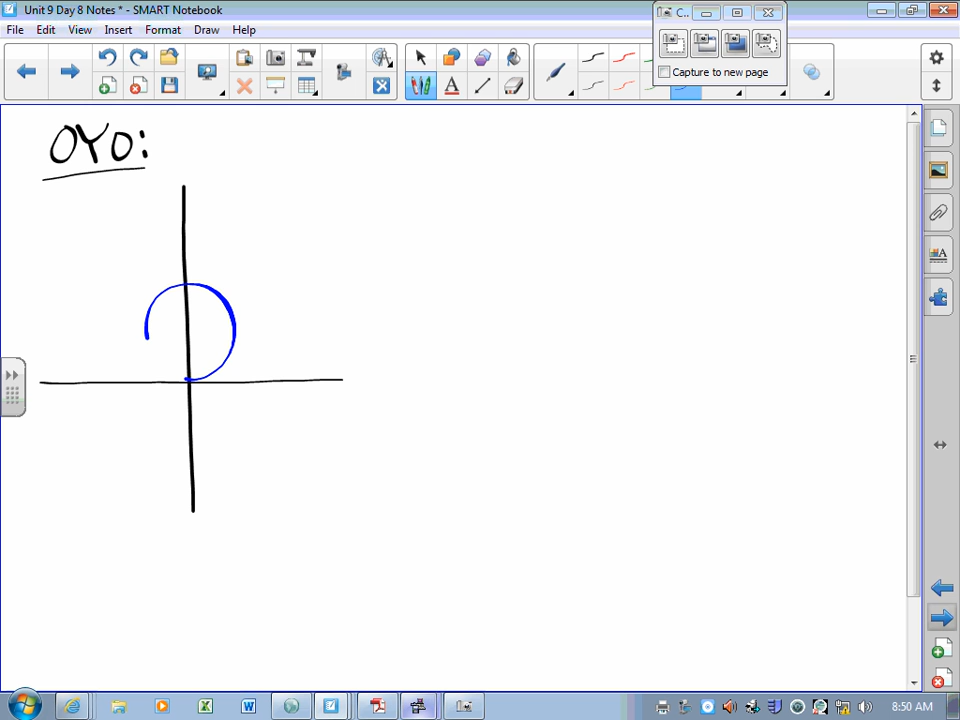 Unit 9 Day 8 Notes * - SMART Notebook
C..
File Edit View Insert Format Draw Help
Capture to new page
OYO:
8:50 AM